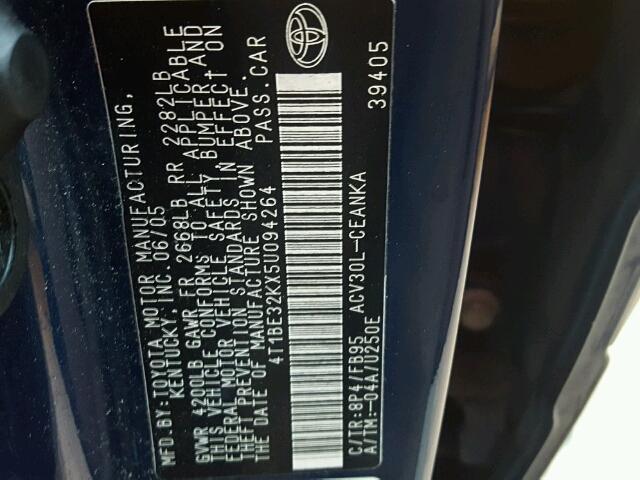 MFD.BY:TOYOTA MOTOR MANUFACTURING,
KENTUCKY, INC. 06/05
GVWR 4200LB GAWR FR 2668LB RR 2282LB
THIS VEHICLE CONFORMS TO ALL APPLICABLE
FEDERAL MOTOR VEHICLE SAFETY, BUMPER, AND
THEFT PREVENTION STANDARDS IN EFFECT ON
THE DATE OF MANUFACTURE SHOWN ABOVE.
4T1BE32KX5U094264 PASS.CAR
C/TR:8P4/FB95 ACV30L-CEANKA
A/TM:-04A/U250E 39405